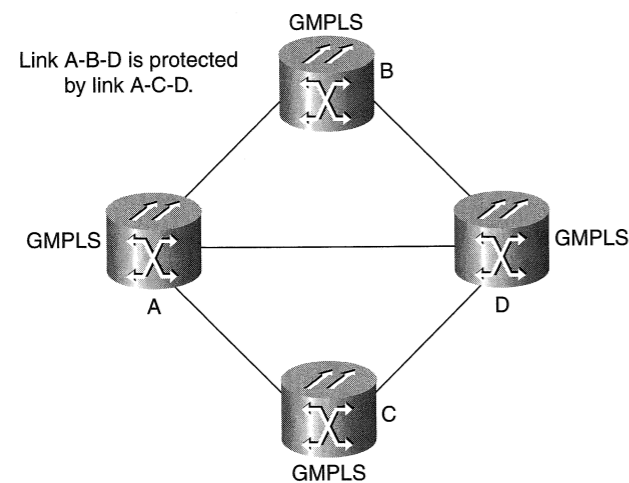 GMPLS
Link A-B-D is protected
by link A-C-D.
B
GMPLS
GMPLS
A
D
C
GMPLS